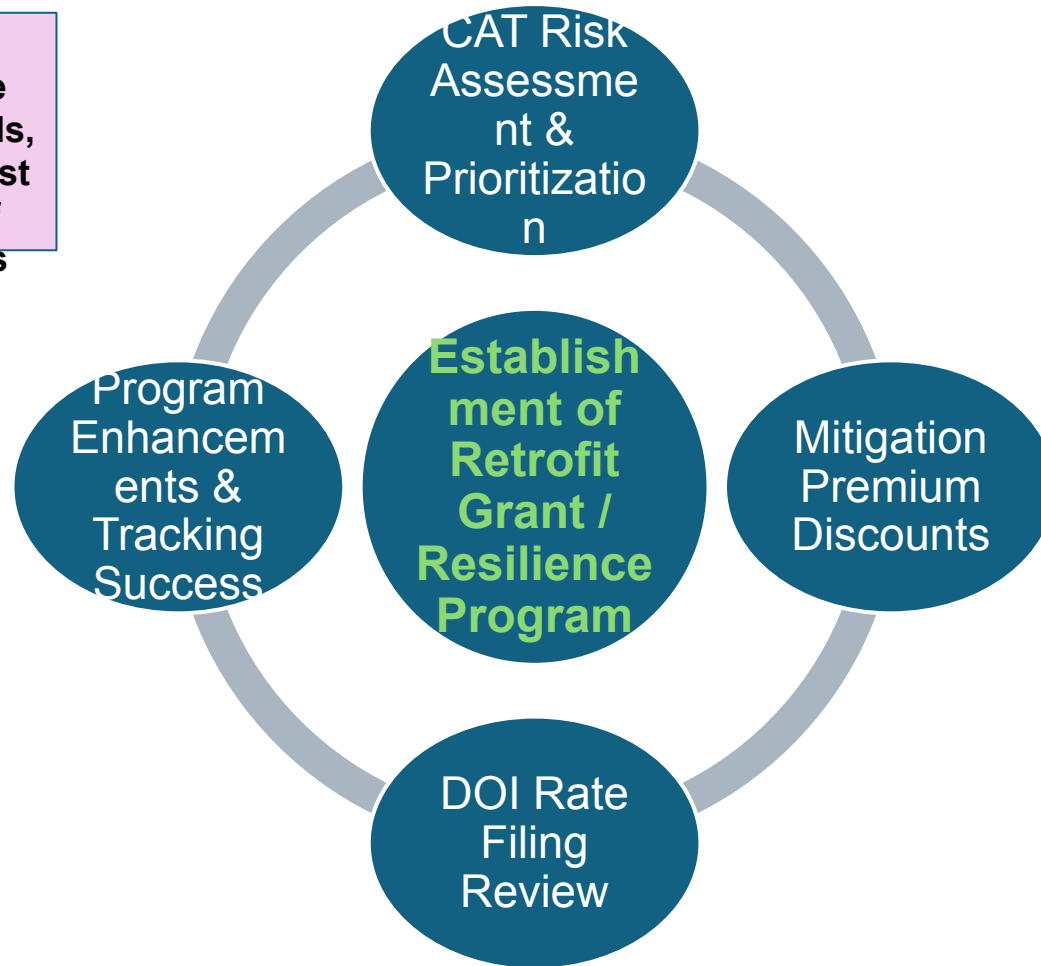 CAT Risk
Assessme
nt &
Prioritizatio
n
Establish
ment of
Retrofit
Grant /
Resilience
Program
Program
Enhancem
ents &
Tracking
Success
Mitigation
Premium
Discounts
DOI Rate
Filing
Review